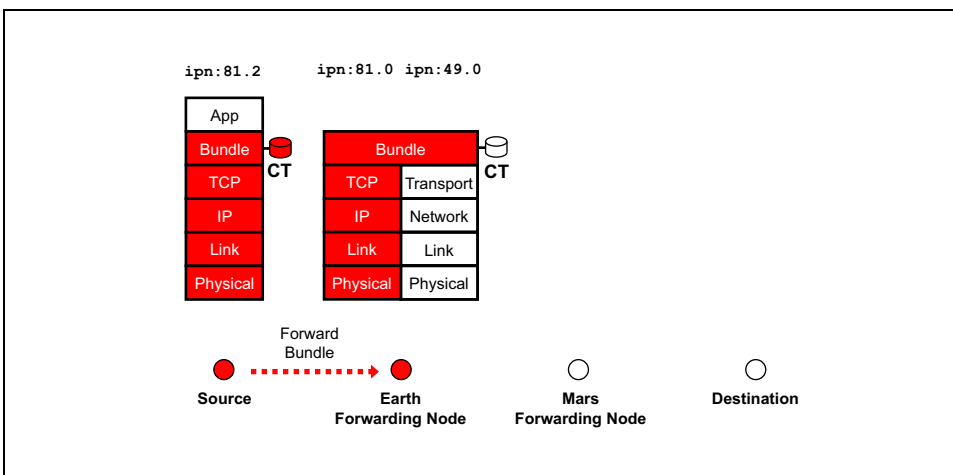 ipn:81.2 ipn:81.0 ipn:49.0
App
Bundle Bundle
CT CT
TCP TCP Transport
IP IP Network
Link Link Link
Physical Physical Physical
Forward
Bundle
Source Earth Mars Destination
Forwarding Node Forwarding Node